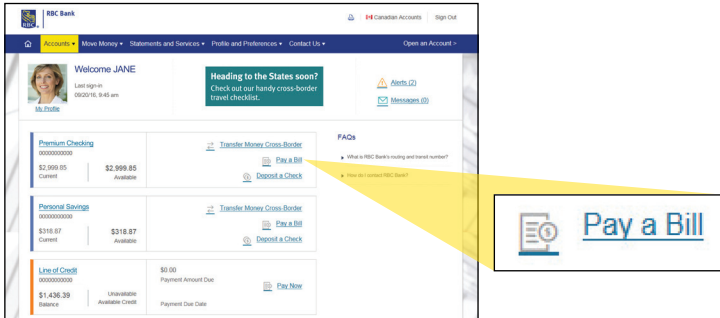 RBC Bank
RBC
Canadian Accounts
Sign Out
Accounts
Move Money
Statements and Services
Profile and Preferences
Contact Us
Open an Account >
Welcome JANE
Last sign-in
09/20/16, 9:45 am
My Profile
Heading to the States soon?
Check out our handy cross-border
travel checklist.
Alerts (2)
Messages (0)
Premium Checking
00000000000
$2,999.85
Current
$2,999.85
Available
Transfer Money Cross-Border
Pay a Bill
Deposit a Check
FAQs
What is RBC Bank's routing and transit number?
How do I contact RBC Bank?
Personal Savings
00000000000
$318.87
Current
$318.87
Available
Transfer Money Cross-Border
Pay a Bill
Deposit a Check
Line of Credit
00000000000
$1,436.39
Balance
Unavailable
Available Credit
$0.00
Payment Amount Due
Payment Due Date
Pay Now
Pay a Bill